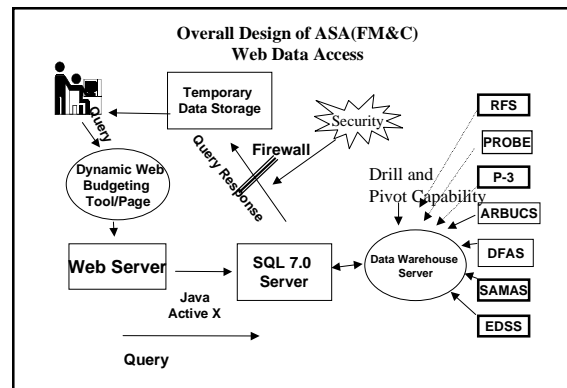 Overall Design of ASA(FM&C)
Web Data Access
Query
Temporary
Data Storage
Security
Firewall
Query Response
RFS
PROBE
P-3
ARBUCS
DFAS
SAMAS
EDSS
Drill and
Pivot Capability
Dynamic Web
Budgeting
Tool/Page
Web Server
SQL 7.0
Server
Data Warehouse
Server
Java
Active X
Query